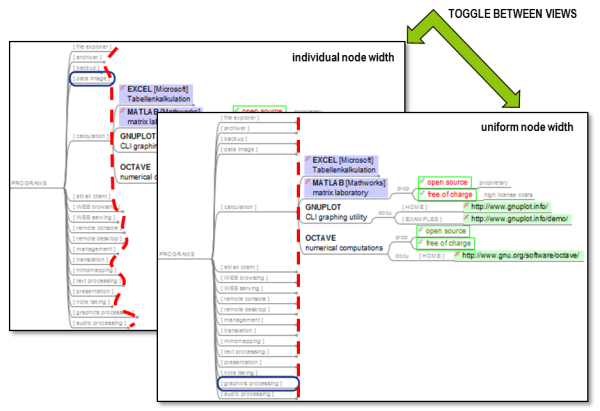 TOGGLE BETWEEN VIEWS
individual node width
[ file explorer ]
[ archiver ]
[ backup ]
[ data image ]
EXCEL [Microsoft]
Tabellenkalkulation
MATLAB [Mathworks]
matrix lab
open source
proprietary
[ calculation ]
GNUPLOT
CLI graphing
OCTAVE
numerical c
PROGRAMS
[ eMail client ]
[ WEB browsing ]
[ WEB serving ]
[ remote console ]
[ remote desktop ]
[ management ]
[ translation ]
[ mindmapping ]
[ text processing ]
[ presentation ]
[ note taking ]
[ graphics processing ]
[ audio processing ]
uniform node width
[ file explorer ]
[ archiver ]
[ backup ]
[ data image ]
EXCEL [Microsoft]
Tabellenkalkulation
MATLAB [Mathworks]
matrix laboratory
prop
open source
proprietary
free of charge
high license costs
[ calculation ]
GNUPLOT
CLI graphing utility
docu
[ HOME ]
http://www.gnuplot.info/
[ EXAMPLES ]
http://www.gnuplot.info/demo/
OCTAVE
numerical computations
prop
open source
free of charge
docu
[ HOME ]
http://www.gnu.org/software/octave/
PROGRAMS
[ eMail client ]
[ WEB browsing ]
[ WEB serving ]
[ remote console ]
[ remote desktop ]
[ management ]
[ translation ]
[ mindmapping ]
[ text processing ]
[ presentation ]
[ note taking ]
[ graphics processing ]
[ audio processing ]